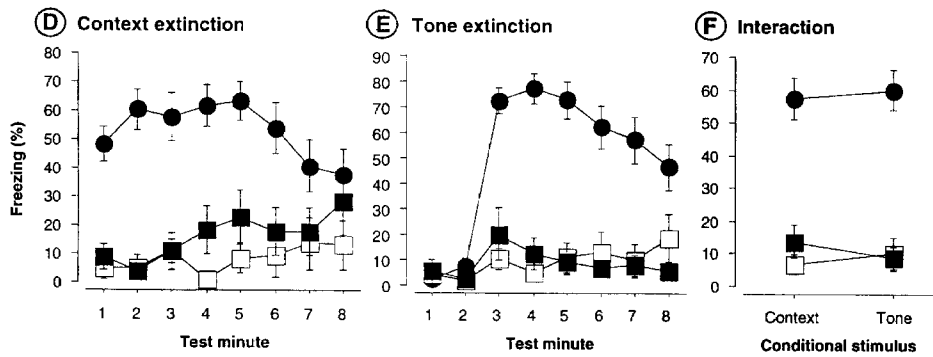 D Context extinction
80
70
60
50
40
30
20
10
0
Freezing (%)
1 2 3 4 5 6 7 8
Test minute
E Tone extinction
90
80
70
60
50
40
30
20
10
0
1 2 3 4 5 6 7 8
Test minute
F Interaction
70
60
50
40
30
20
10
0
Context Tone
Conditional stimulus